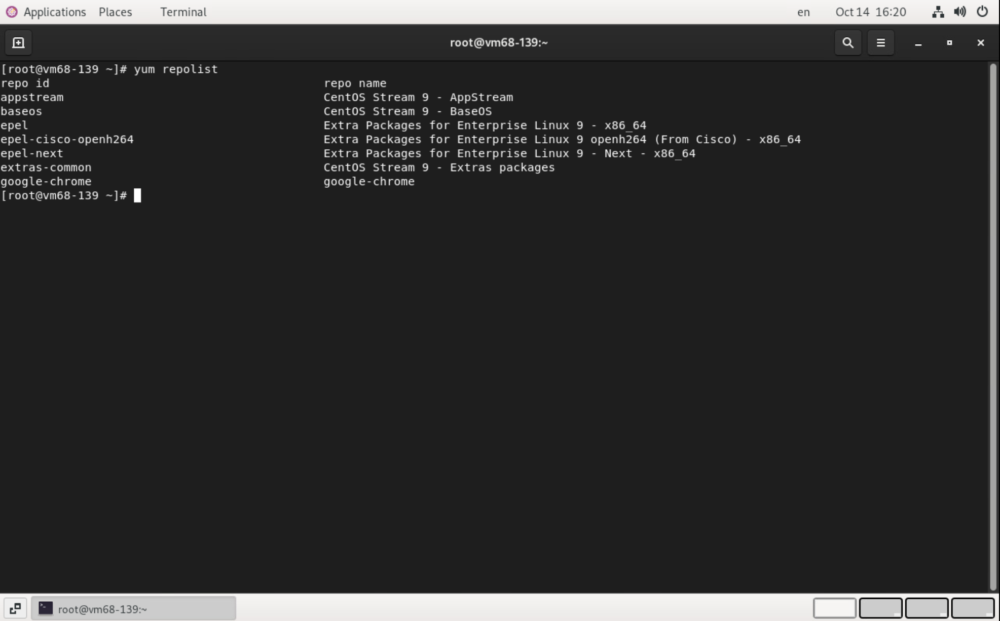 Applications Places Terminal en Oct 14 16:20
root@vm68-139:~
[root@vm68-139 ~]# yum repolist
repo id repo name
appstream CentOS Stream 9 - AppStream
baseos CentOS Stream 9 - BaseOS
epel Extra Packages for Enterprise Linux 9 - x86_64
epel-cisco-openh264 Extra Packages for Enterprise Linux 9 openh264 (From Cisco) - x86_64
epel-next Extra Packages for Enterprise Linux 9 - Next - x86_64
extras-common CentOS Stream 9 - Extras packages
google-chrome google-chrome
[root@vm68-139 ~]#
root@vm68-139:~